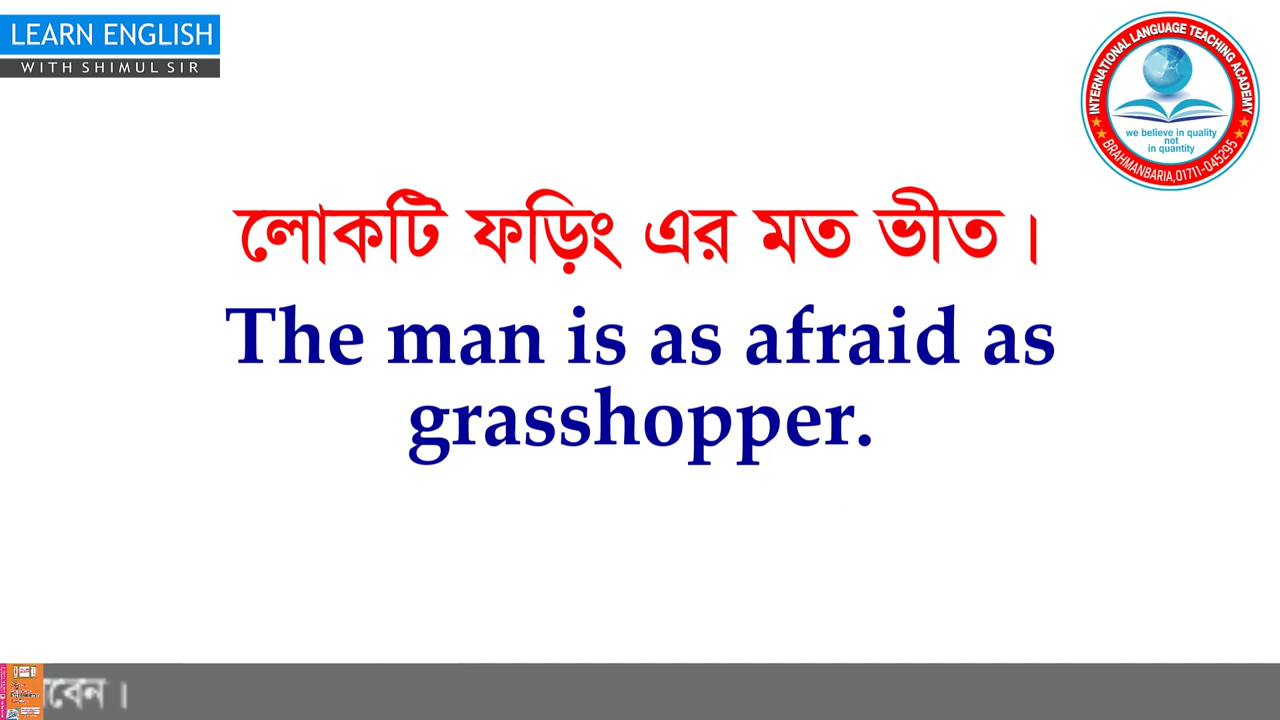 LEARN ENGLISH
WITH SHIMUL SIR
INTERNATIONAL LANGUAGE TEACHING ACADEMY
we believe in quality
not
in quantity
BRAHMANBARIA,01711-045295
লোকটি ফড়িং এর মত ভীত।
The man is as afraid as
grasshopper.